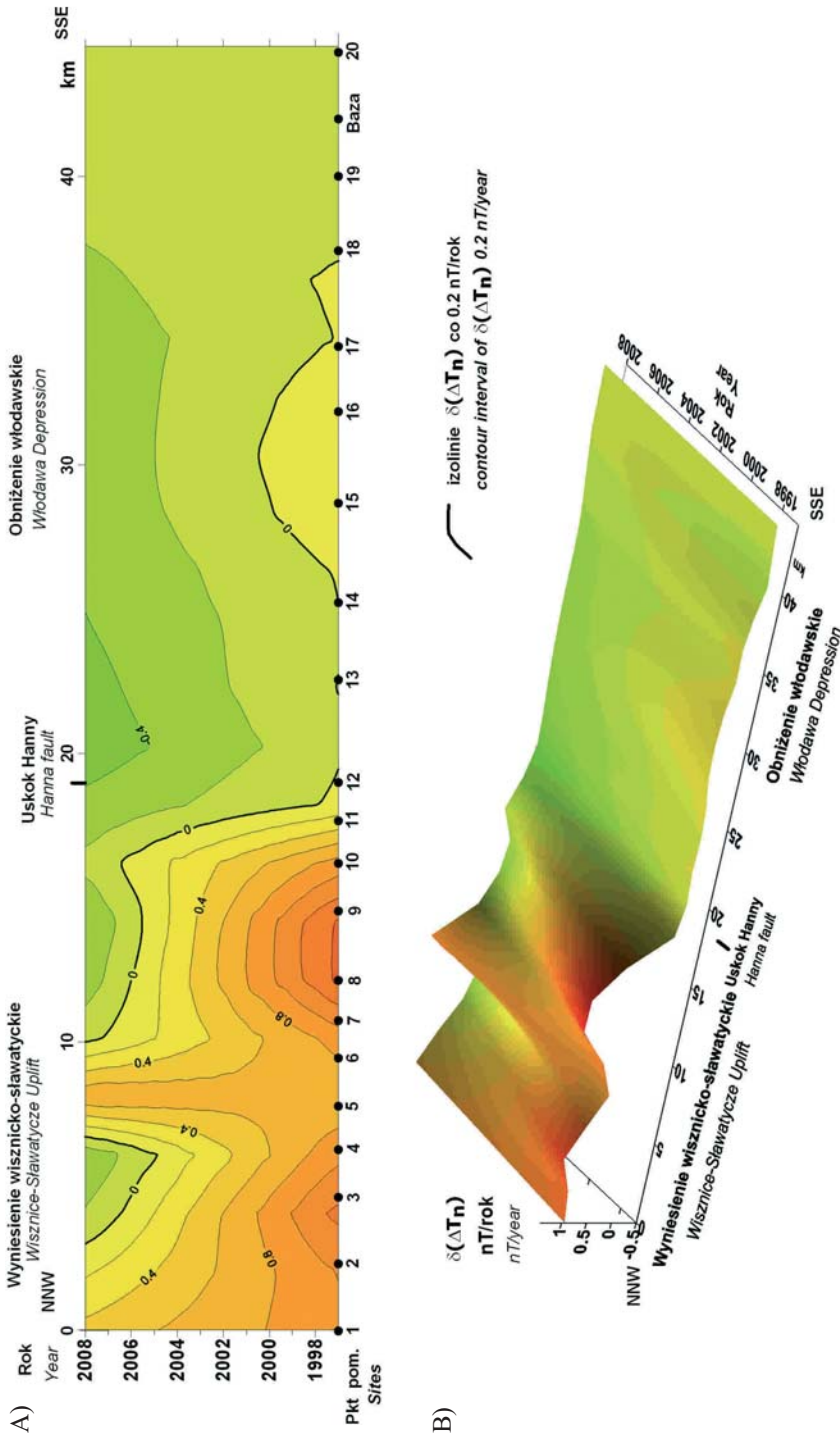 A)
Rok
Year
Wyniesienie wisznicko-sławatyckie
Wisznice-Sławatycze Uplift
Uskok Hanny
Hanna fault
Obniżenie włodawskie
Włodawa Depression
NNW
SSE
0
10
20
30
40
km
2008
2006
2004
2002
2000
1998
0.4
0.8
0
0.4
0.4
0
0.8
0.4
0
-0.4
0
0
Pkt pom.
Sites
1 2 3 4 5 6 7 8 9 10 11 12 13 14 15 16 17 18 19 Baza 20
B)
δ(ΔTn)
nT/rok
nT/year
1
0.5
0
-0.5
NNW
0
5
10
15
20
25
30
35
40
km
SSE
Wyniesienie wisznicko-sławatyckie
Wisznice-Sławatycze Uplift
Uskok Hanny
Hanna fault
Obniżenie włodawskie
Włodawa Depression
1998
2000
2002
2004
2006
2008
Rok
Year
izolinie δ(ΔTn) co 0.2 nT/rok
contour interval of δ(ΔTn) 0.2 nT/year